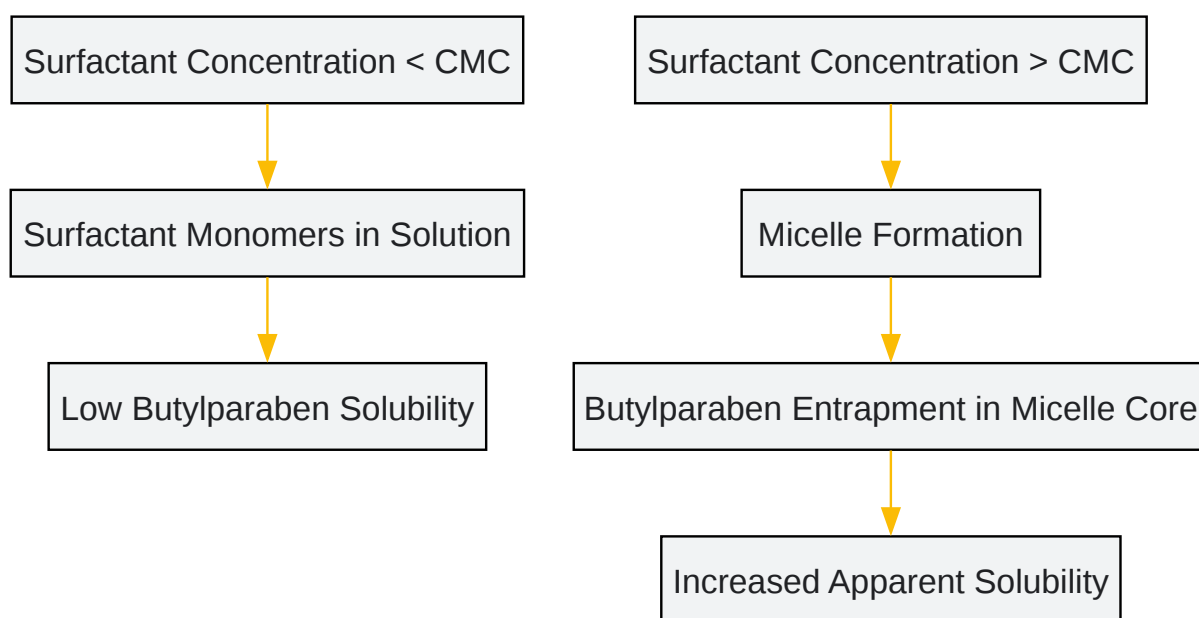 Surfactant Concentration < CMC
Surfactant Concentration > CMC
Surfactant Monomers in Solution
Micelle Formation
Low Butylparaben Solubility
Butylparaben Entrapment in Micelle Core
Increased Apparent Solubility